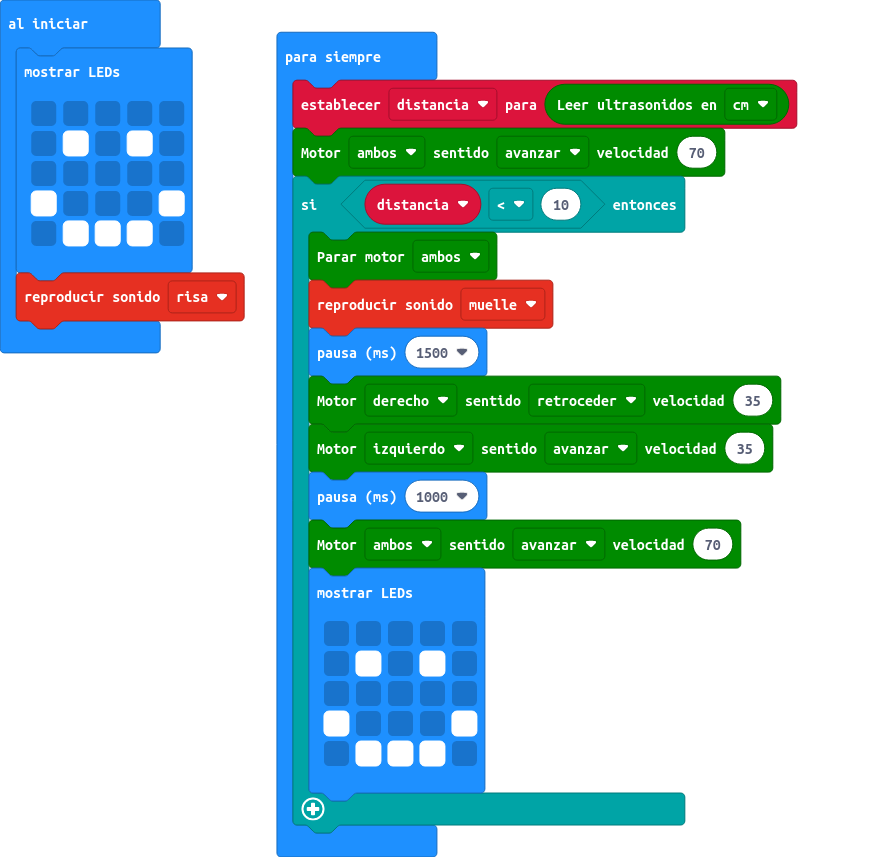 al iniciar
mostrar LEDs
reproducir sonido risa
para siempre
establecer distancia para Leer ultrasonidos en cm
Motor ambos sentido avanzar velocidad 70
si distancia < 10 entonces
Parar motor ambos
reproducir sonido muelle
pausa (ms) 1500
Motor derecho sentido retroceder velocidad 35
Motor izquierdo sentido avanzar velocidad 35
pausa (ms) 1000
Motor ambos sentido avanzar velocidad 70
mostrar LEDs